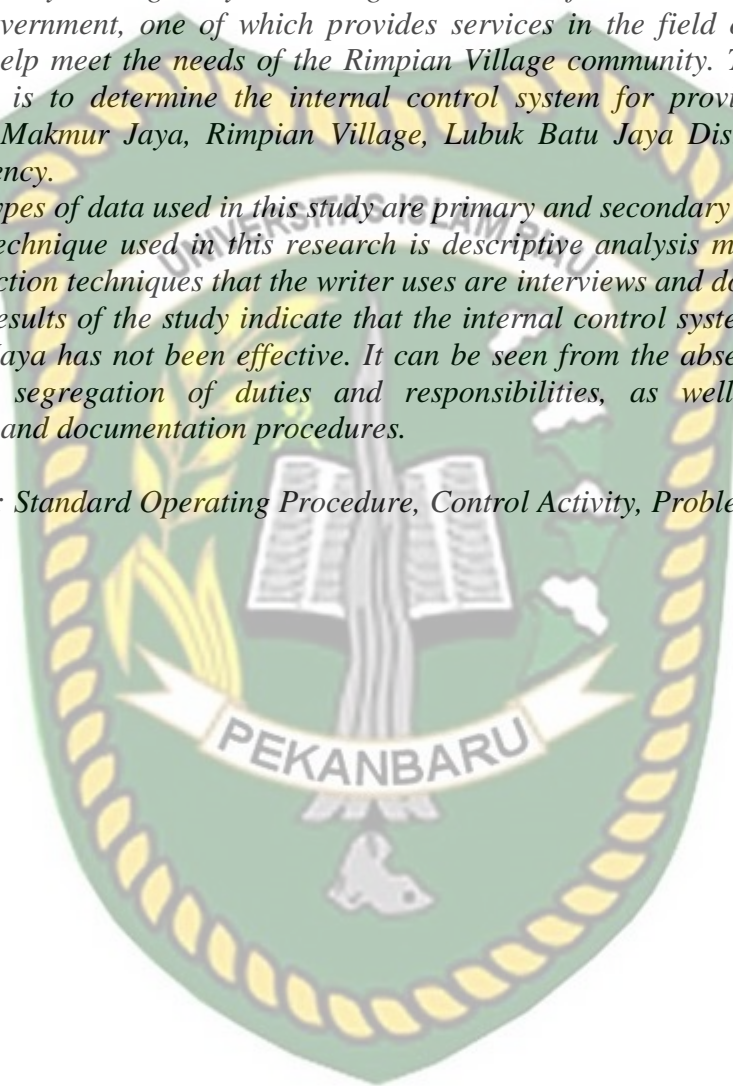 vernment, one of which provides services in the field
elp meet the needs of the Rimpian Village community.
is to determine the internal control system for provi
Makmur Jaya, Rimpian Village, Lubuk Batu Jaya Dis
ency.
ypes of data used in this study are primary and secondary
echnique used in this research is descriptive analysis m
ction techniques that the writer uses are interviews and do
esults of the study indicate that the internal control syste
Jaya has not been effective. It can be seen from the abse
segregation of duties and responsibilities, as well
and documentation procedures.
: Standard Operating Procedure, Control Activity, Proble
UNIVERSITAS ISLAM RIAU
PEKANBARU